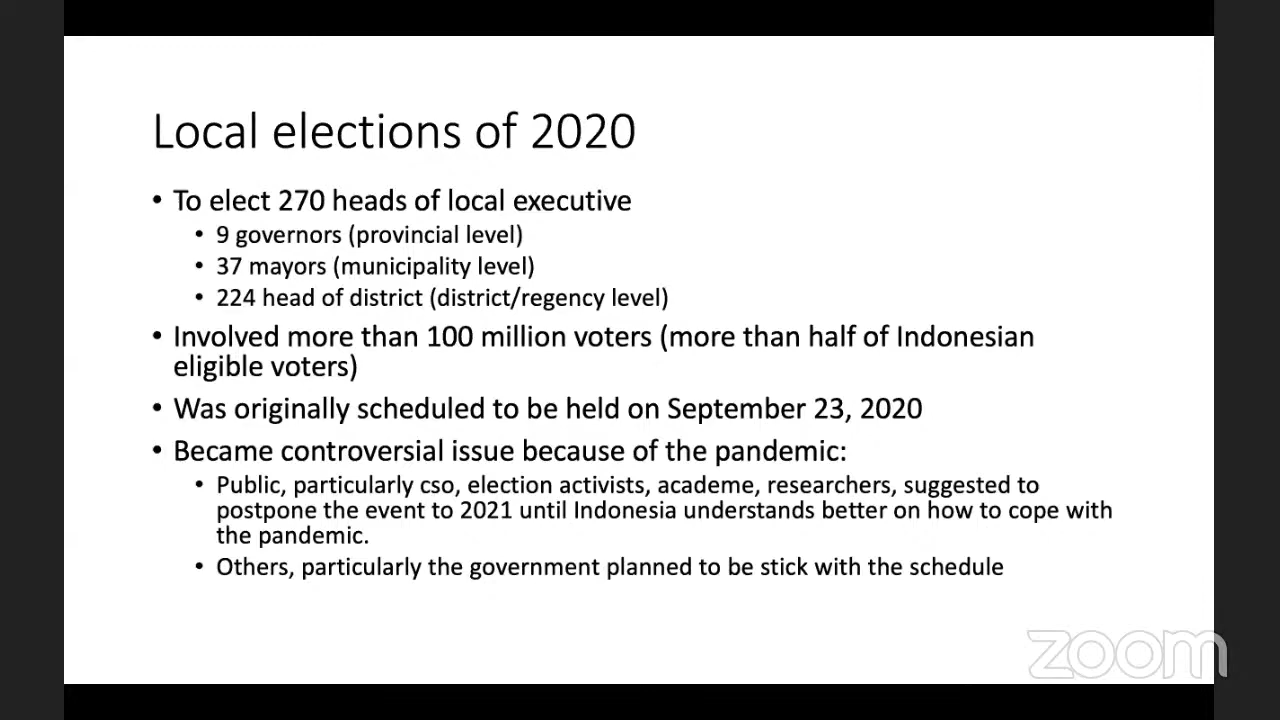 Local elections of 2020
• To elect 270 heads of local executive
• 9 governors (provincial level)
• 37 mayors (municipality level)
• 224 head of district (district/regency level)
• Involved more than 100 million voters (more than half of Indonesian
eligible voters)
• Was originally scheduled to be held on September 23, 2020
• Became controversial issue because of the pandemic:
• Public, particularly cso, election activists, academe, researchers, suggested to
postpone the event to 2021 until Indonesia understands better on how to cope with
the pandemic.
• Others, particularly the government planned to be stick with the schedule
zoom